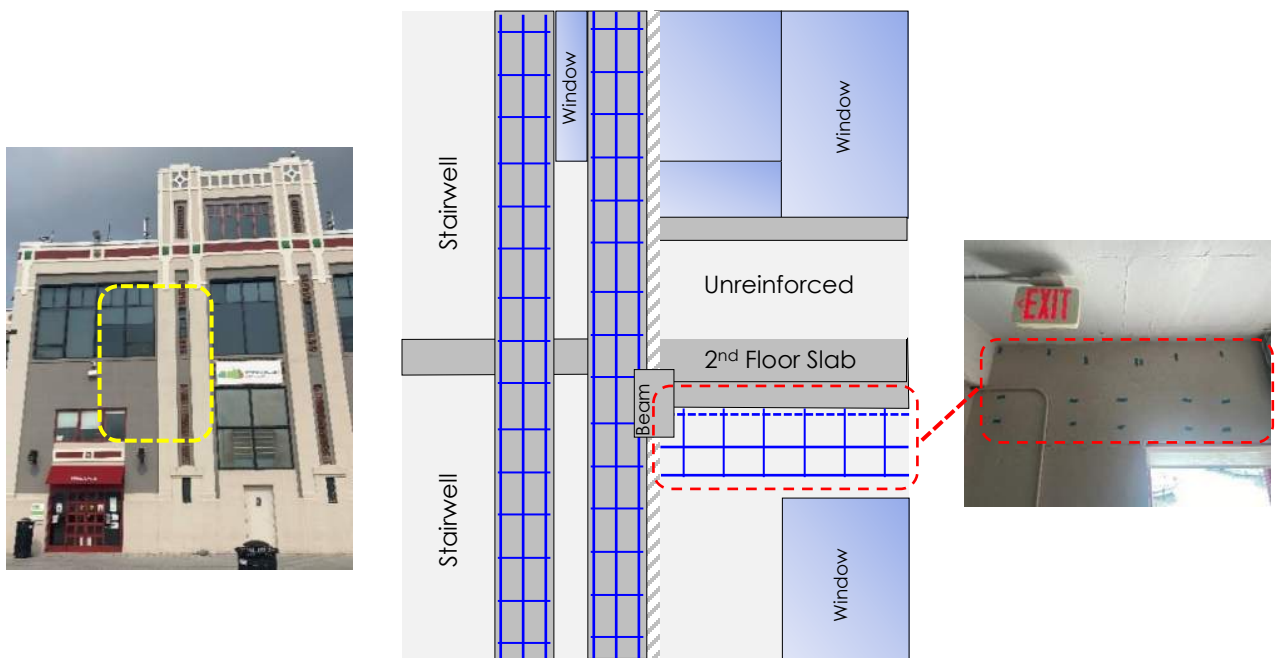 Stairwell
Window
Window
Unreinforced
2nd Floor Slab
Beam
Stairwell
Window
EXIT